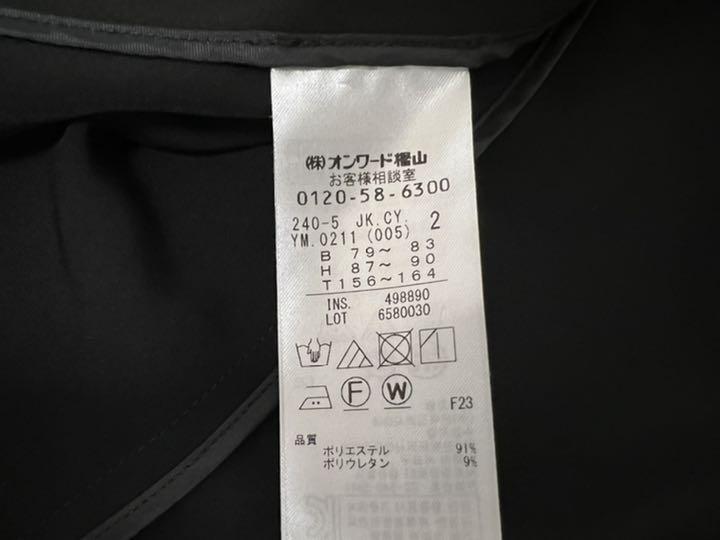 (株)オンワード樫山
お客様相談室
0120-58-6300
240-5 JK.CY. 2
YM.0211 (005)
B 79～ 83
H 87～ 90
T156～164
INS. 498890
LOT 6580030
F W
F23
品質
ポリエステル 91%
ポリウレタン 9%